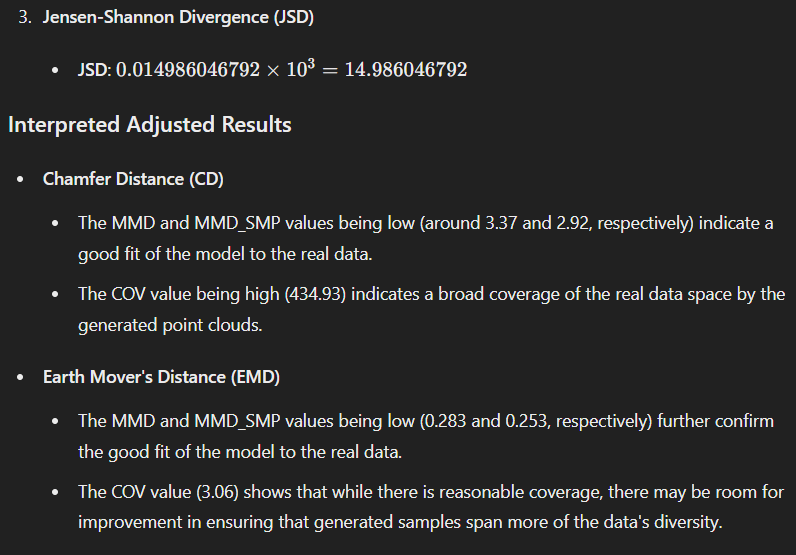 3. Jensen-Shannon Divergence (JSD)
• JSD: 0.014986046792 × 10³ = 14.986046792
Interpreted Adjusted Results
• Chamfer Distance (CD)
• The MMD and MMD_SMP values being low (around 3.37 and 2.92, respectively) indicate a
good fit of the model to the real data.
• The COV value being high (434.93) indicates a broad coverage of the real data space by the
generated point clouds.
• Earth Mover's Distance (EMD)
• The MMD and MMD_SMP values being low (0.283 and 0.253, respectively) further confirm
the good fit of the model to the real data.
• The COV value (3.06) shows that while there is reasonable coverage, there may be room for
improvement in ensuring that generated samples span more of the data's diversity.